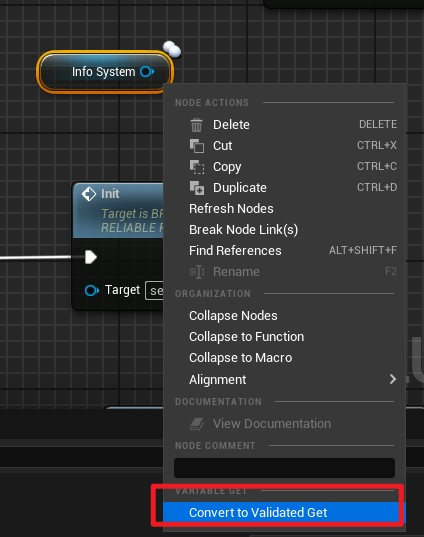 Info System
NODE ACTIONS
Delete DELETE
Cut CTRL+X
Copy CTRL+C
Duplicate CTRL+D
Refresh Nodes
Break Node Link(s)
Find References ALT+SHIFT+F
Rename F2
ORGANIZATION
Collapse Nodes
Collapse to Function
Collapse to Macro
Alignment
DOCUMENTATION
View Documentation
NODE COMMENT
VARIABLE GET
Convert to Validated Get
Init
Target is
RELIABLE
Target